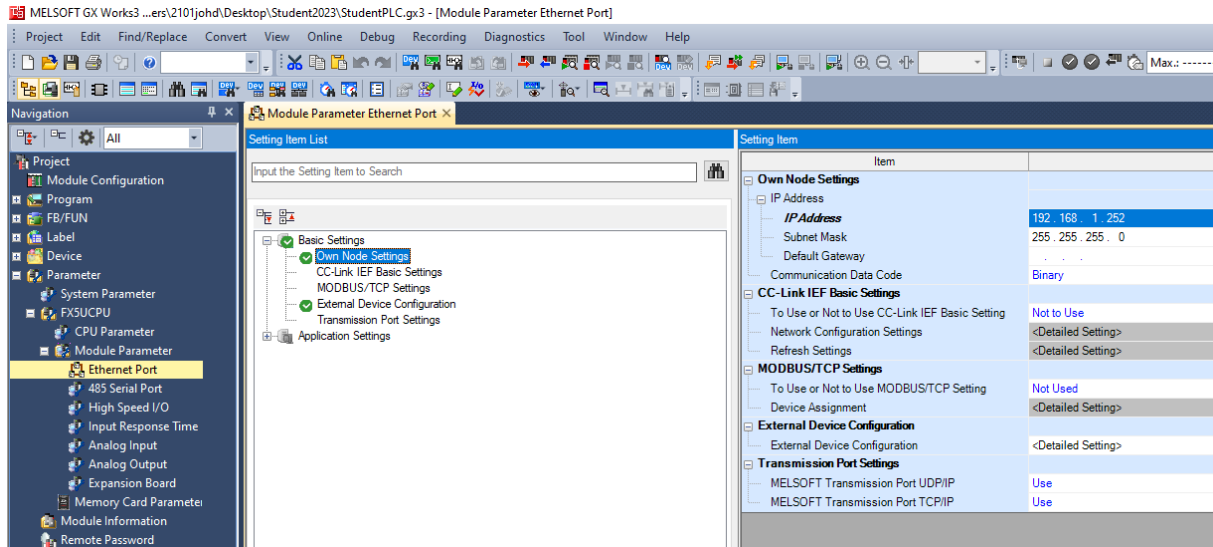 MELSOFT GX Works3 ...ers\2101johd\Desktop\Student2023\StudentPLC.gx3 - [Module Parameter Ethernet Port]
Project Edit Find/Replace Convert View Online Debug Recording Diagnostics Tool Window Help
Max.: -------
Navigation
All
Project
Module Configuration
Program
FB/FUN
Label
Device
Parameter
System Parameter
FX5UCPU
CPU Parameter
Module Parameter
Ethernet Port
485 Serial Port
High Speed I/O
Input Response Time
Analog Input
Analog Output
Expansion Board
Memory Card Parameter
Module Information
Remote Password
Module Parameter Ethernet Port
Setting Item List
Input the Setting Item to Search
Basic Settings
Own Node Settings
CC-Link IEF Basic Settings
MODBUS/TCP Settings
External Device Configuration
Transmission Port Settings
Application Settings
Setting Item
Item
Own Node Settings
IP Address
IP Address 192 . 168 . 1 . 252
Subnet Mask 255 . 255 . 255 . 0
Default Gateway . . .
Communication Data Code Binary
CC-Link IEF Basic Settings
To Use or Not to Use CC-Link IEF Basic Setting Not to Use
Network Configuration Settings <Detailed Setting>
Refresh Settings <Detailed Setting>
MODBUS/TCP Settings
To Use or Not to Use MODBUS/TCP Setting Not Used
Device Assignment <Detailed Setting>
External Device Configuration
External Device Configuration <Detailed Setting>
Transmission Port Settings
MELSOFT Transmission Port UDP/IP Use
MELSOFT Transmission Port TCP/IP Use